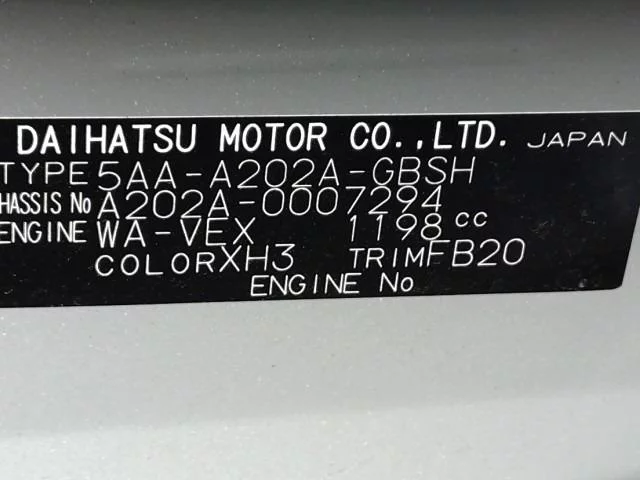 DAIHATSU MOTOR CO.,LTD. JAPAN
TYPE 5AA-A202A-GBSH
HASSIS No A202A-0007294
ENGINE WA-VEX 1198 cc
COLOR XH3 TRIM FB20
ENGINE No